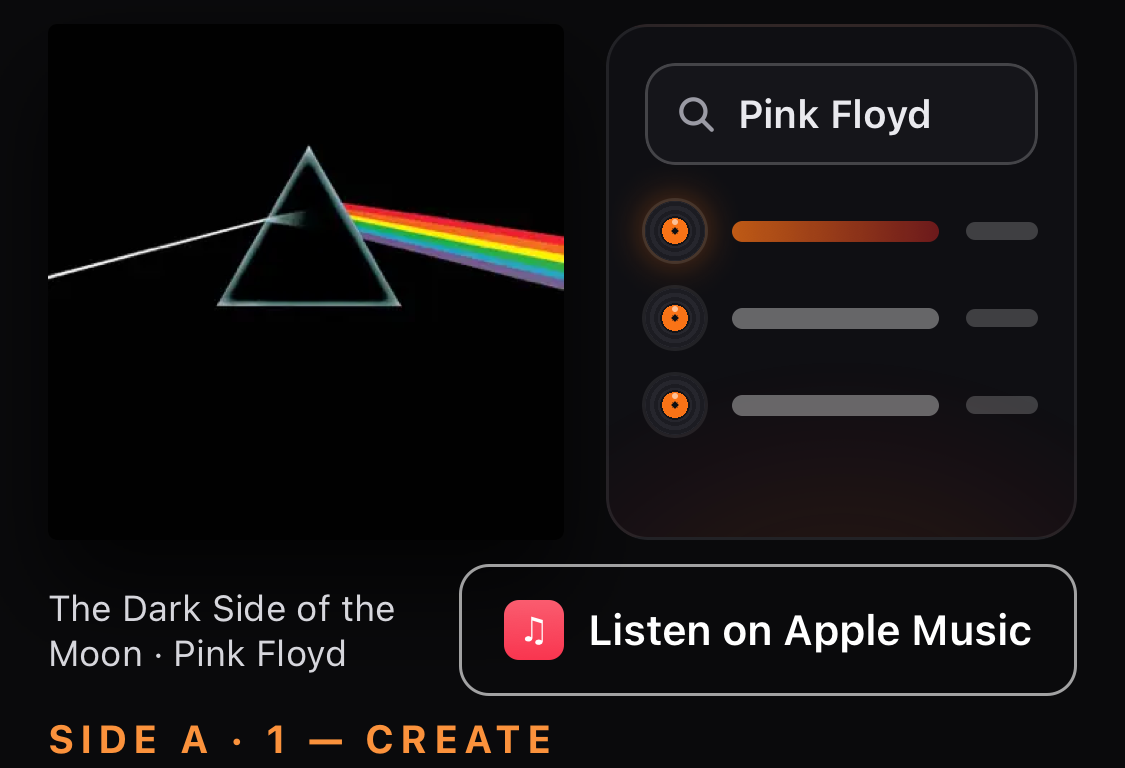 Pink Floyd
The Dark Side of the
Moon · Pink Floyd
Listen on Apple Music
SIDE A · 1 — CREATE